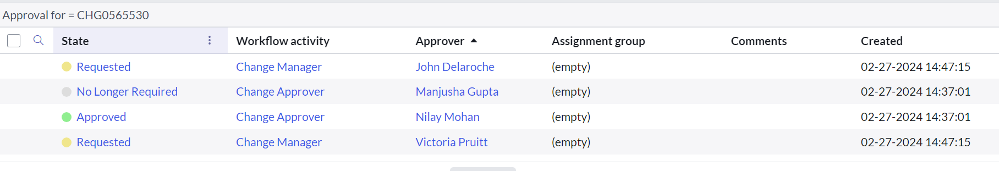 Approval for = CHG0565530
State Workflow activity Approver ▲ Assignment group Comments Created
Requested Change Manager John Delaroche (empty) 02-27-2024 14:47:15
No Longer Required Change Approver Manjusha Gupta (empty) 02-27-2024 14:37:01
Approved Change Approver Nilay Mohan (empty) 02-27-2024 14:37:01
Requested Change Manager Victoria Pruitt (empty) 02-27-2024 14:47:15